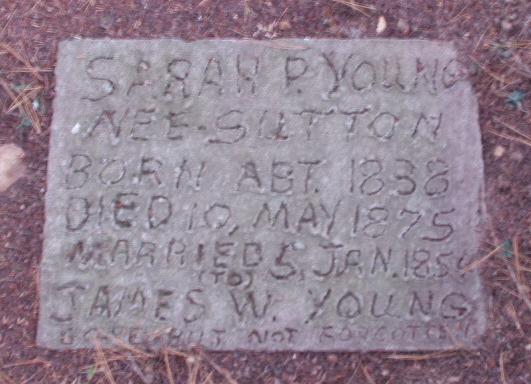 SARAH P. YOUNG
NEE-SUTTON
BORN ABT. 1838
DIED 10, MAY 1875
MARRIED 5, JAN. 185
(TO)
JAMES W. YOUNG
GONE BUT NOT FORGOTTEN